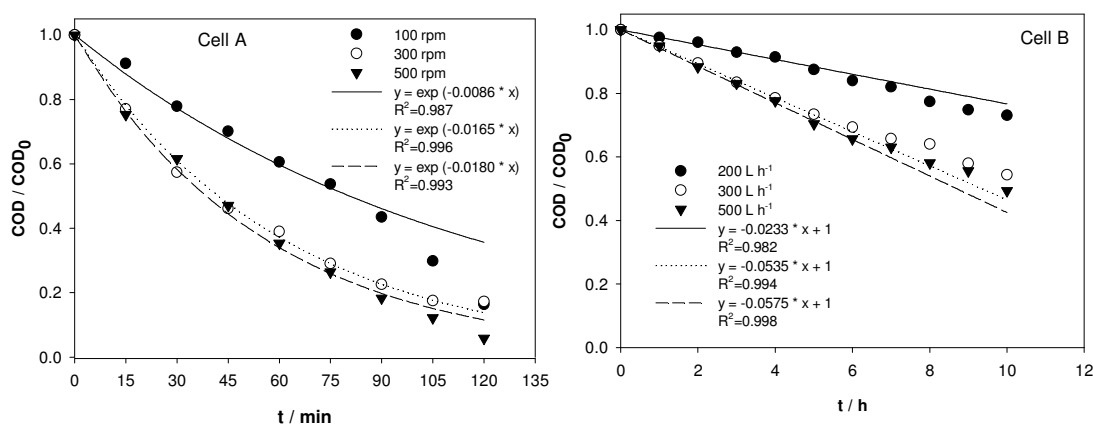 Cell A
100 rpm
300 rpm
500 rpm
y = exp (-0.0086 * x)
R²=0.987
y = exp (-0.0165 * x)
R²=0.996
y = exp (-0.0180 * x)
R²=0.993
COD / COD₀
1.0
0.8
0.6
0.4
0.2
0.0
0 15 30 45 60 75 90 105 120 135
t / min
Cell B
200 L h⁻¹
300 L h⁻¹
500 L h⁻¹
y = -0.0233 * x + 1
R²=0.982
y = -0.0535 * x + 1
R²=0.994
y = -0.0575 * x + 1
R²=0.998
COD / COD₀
1.0
0.8
0.6
0.4
0.2
0.0
0 2 4 6 8 10 12
t / h